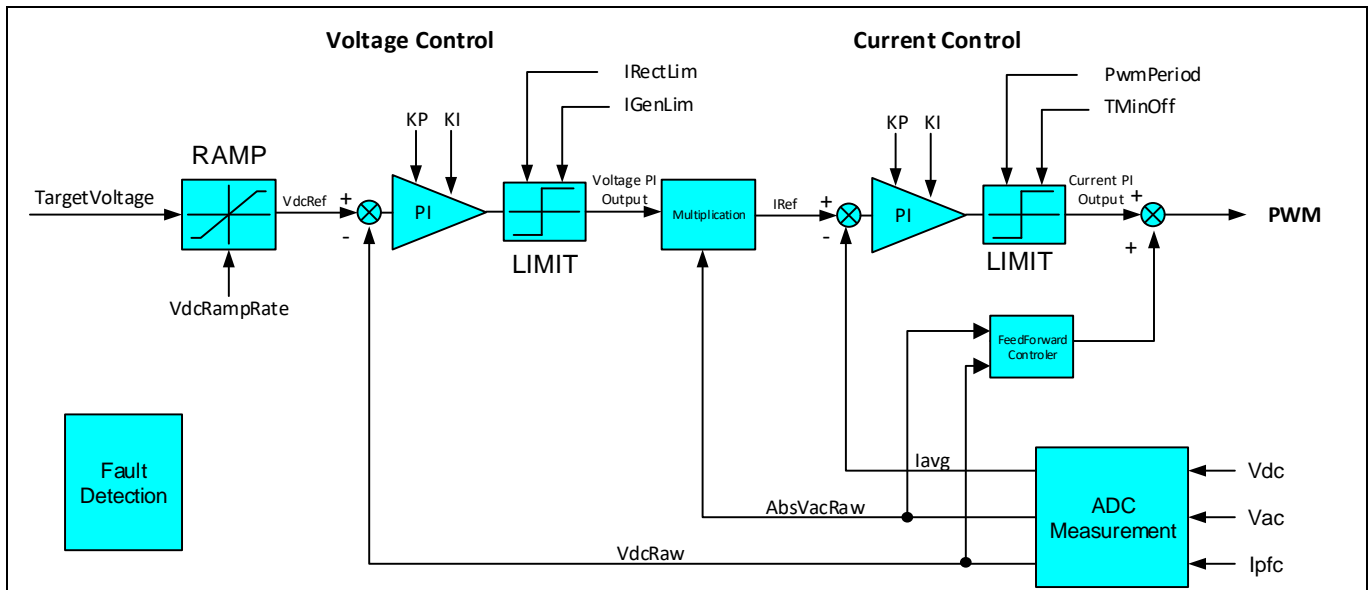 Voltage Control
Current Control
IRectLim
IGenLim
PwmPeriod
TMinOff
KP KI
KP KI
RAMP
TargetVoltage
VdcRef
+
-
PI
LIMIT
Voltage PI
Output
Multiplication
IRef
+
-
PI
LIMIT
Current PI
Output
+
+
PWM
VdcRampRate
FeedForward
Controler
Fault
Detection
Iavg
AbsVacRaw
VdcRaw
ADC
Measurement
Vdc
Vac
Ipfc